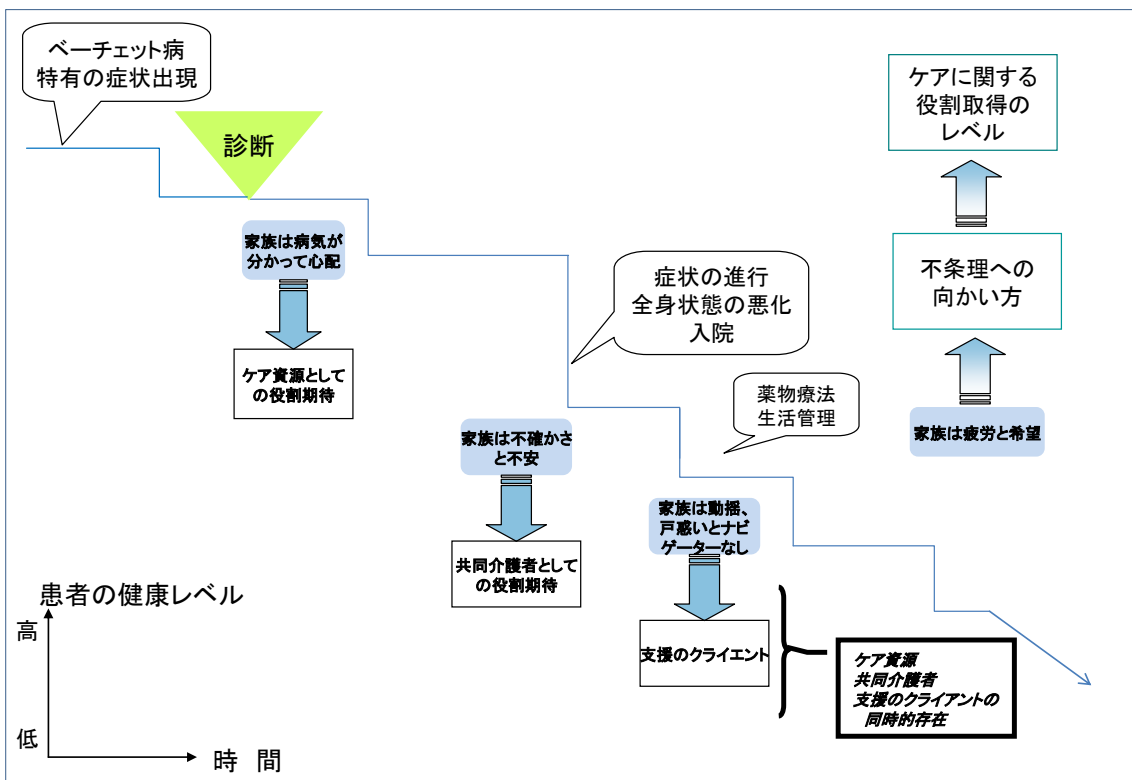 ベーチェット病
特有の症状出現
診断
ケアに関する
役割取得の
レベル
家族は病気が
分かって心配
不条理への
向かい方
症状の進行
全身状態の悪化
入院
ケア資源として
の役割期待
薬物療法
生活管理
家族は疲労と希望
家族は不確かさ
と不安
家族は動揺、
戸惑いとナビ
ゲーターなし
共同介護者として
の役割期待
支援のクライエント
ケア資源
共同介護者
支援のクライアントの
同時的存在
患者の健康レベル
高
低
時 間